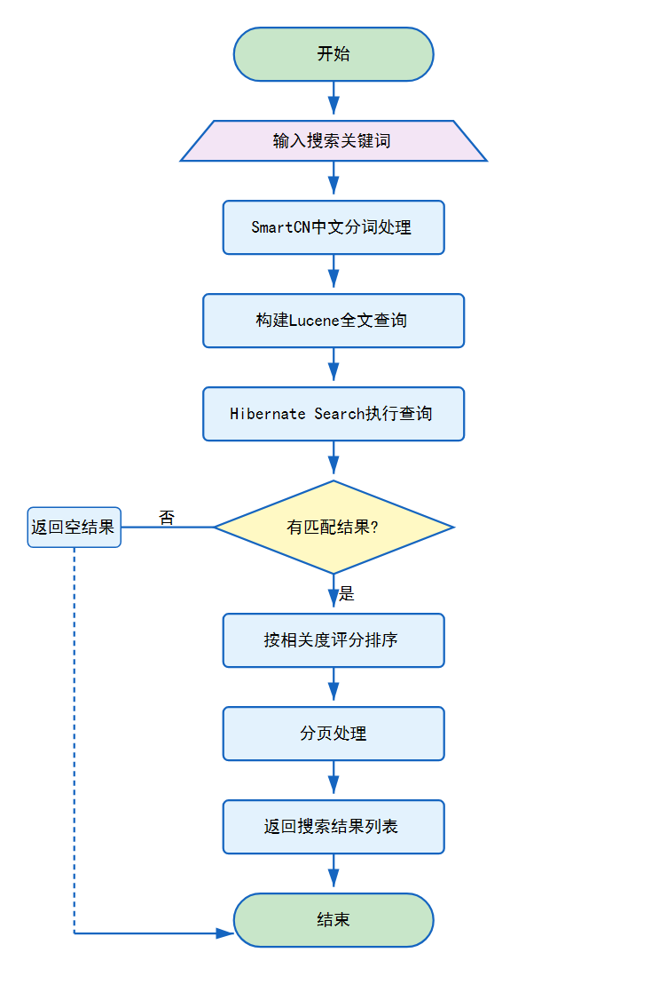 开始
输入搜索关键词
SmartCN中文分词处理
构建Lucene全文查询
Hibernate Search执行查询
有匹配结果?
否
返回空结果
是
按相关度评分排序
分页处理
返回搜索结果列表
结束